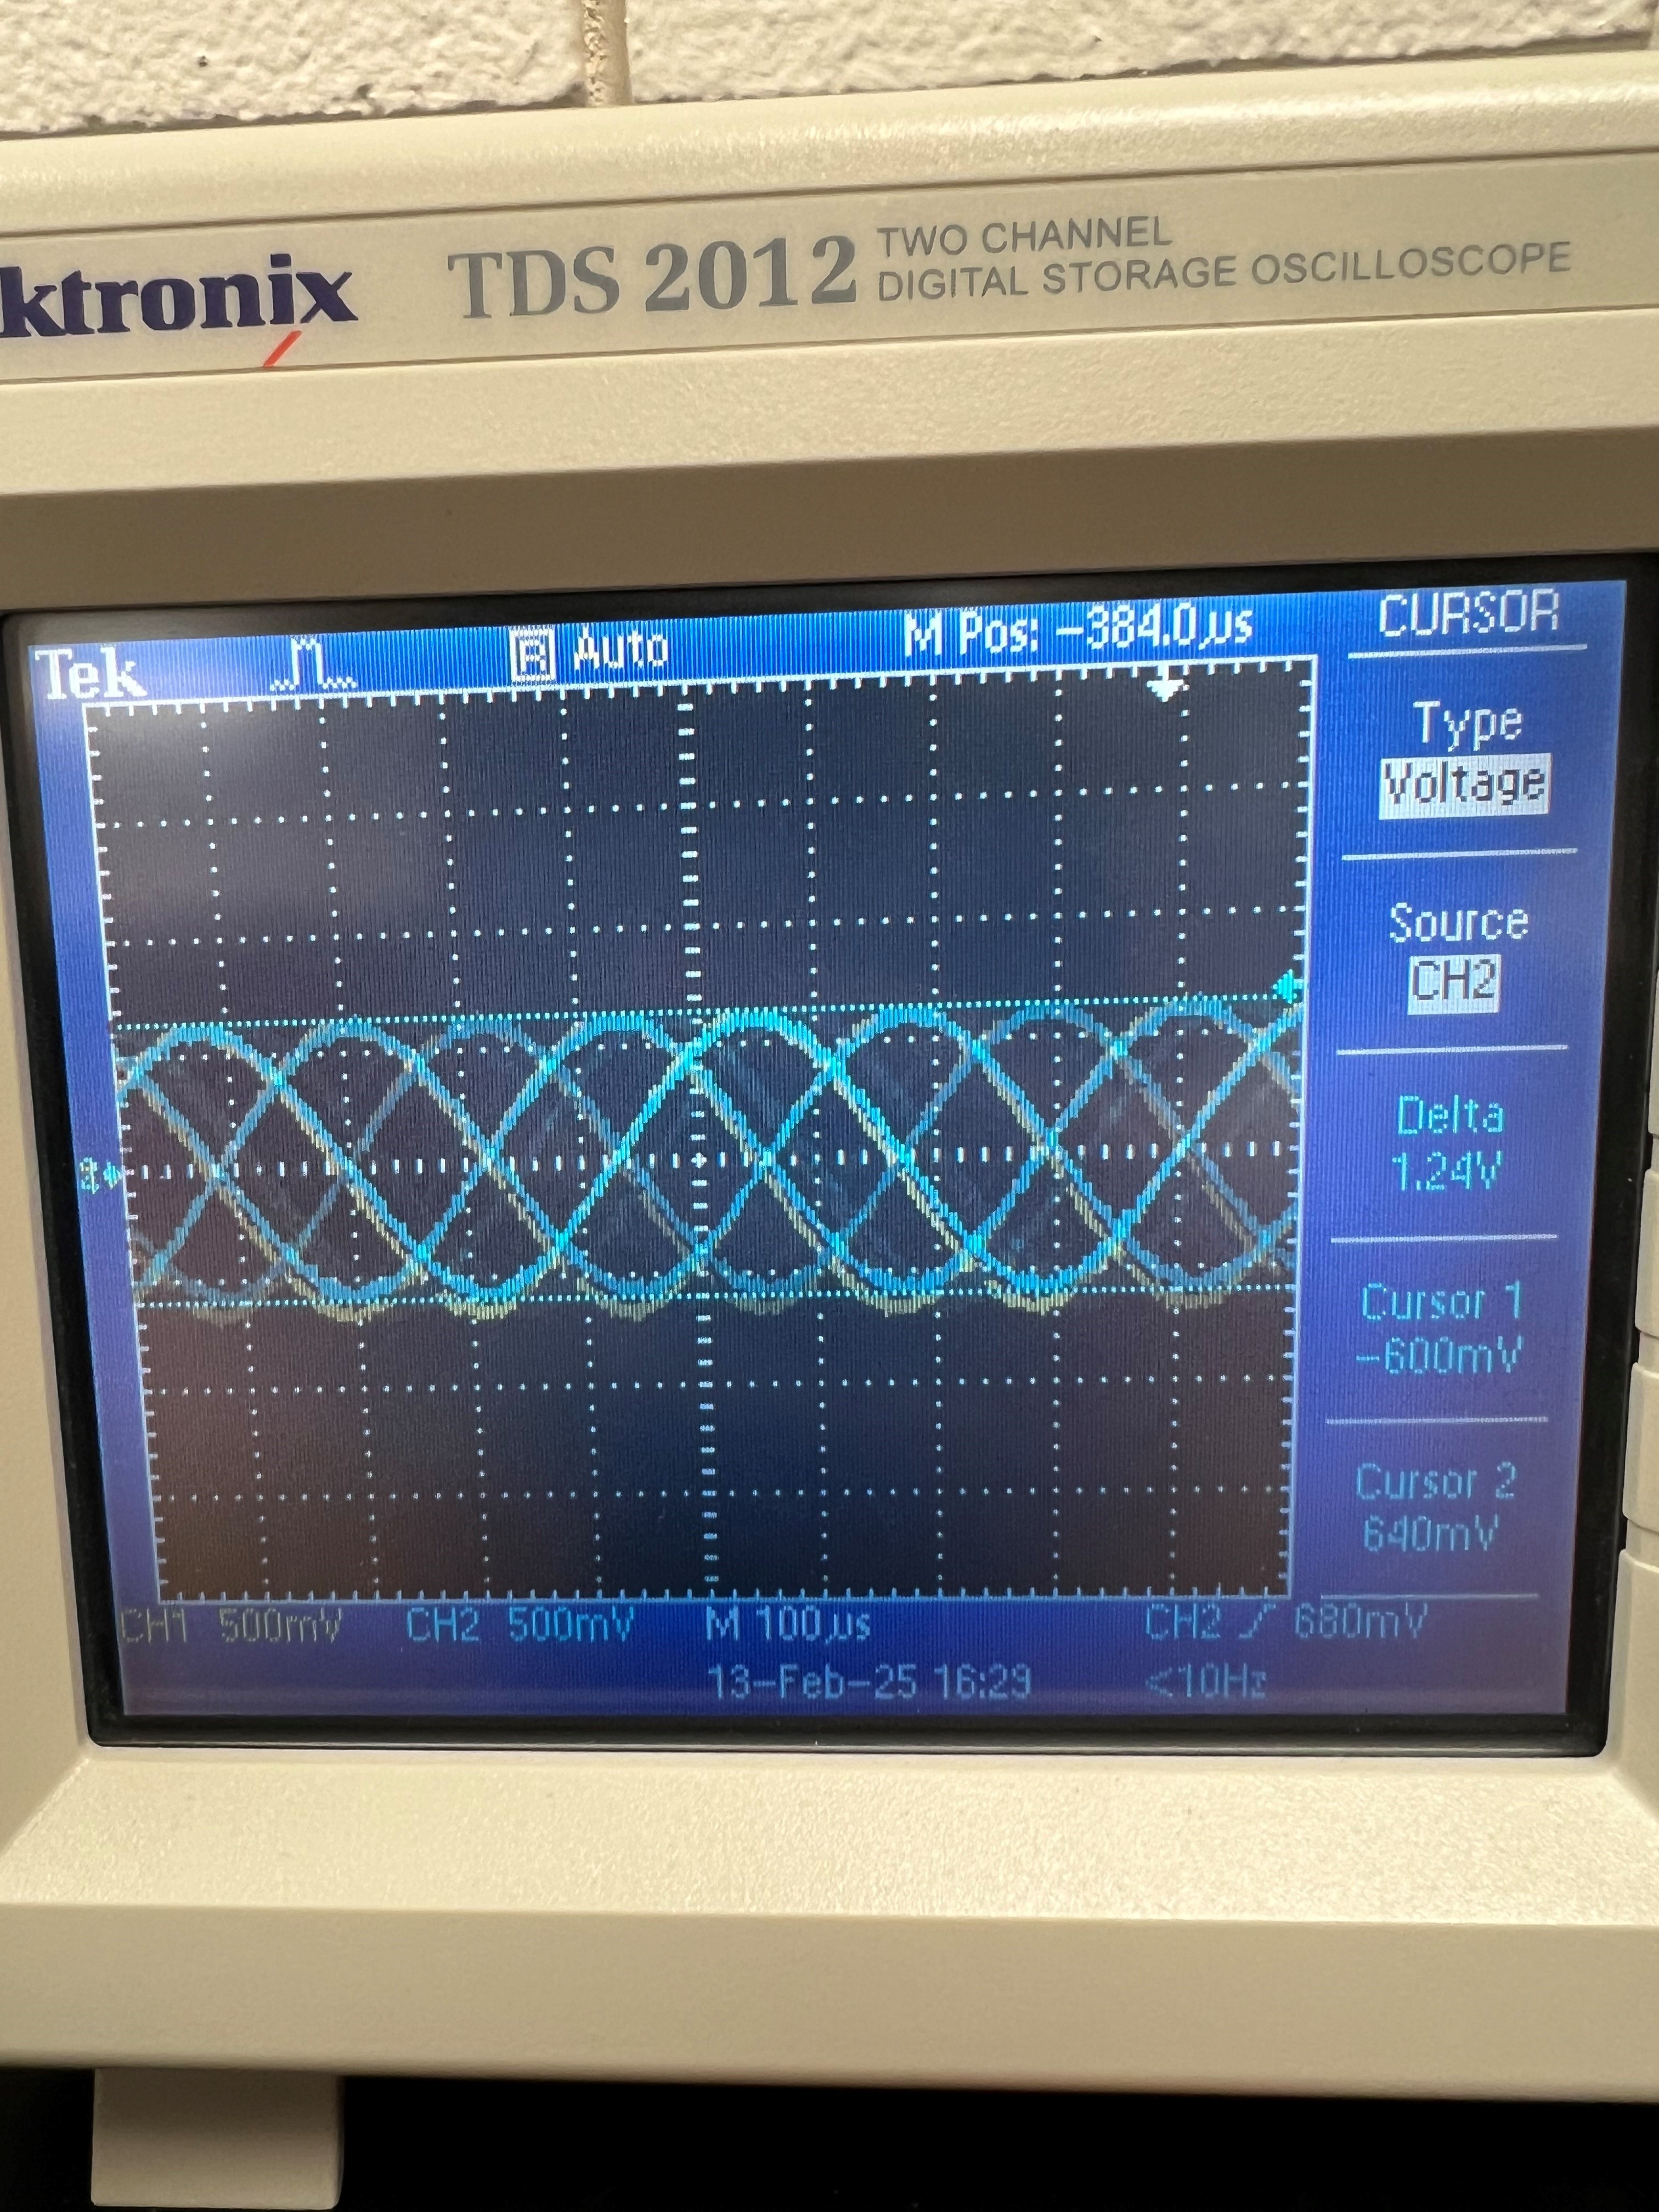 ktronix TDS 2012 TWO CHANNEL
DIGITAL STORAGE OSCILLOSCOPE
Tek R Auto M Pos: -384.0µs CURSOR
Type
Voltage
Source
CH2
Delta
1.24V
Cursor 1
-600mV
Cursor 2
640mV
CH1 500mV CH2 500mV M 100µs CH2 680mV
13-Feb-25 16:29 <10Hz